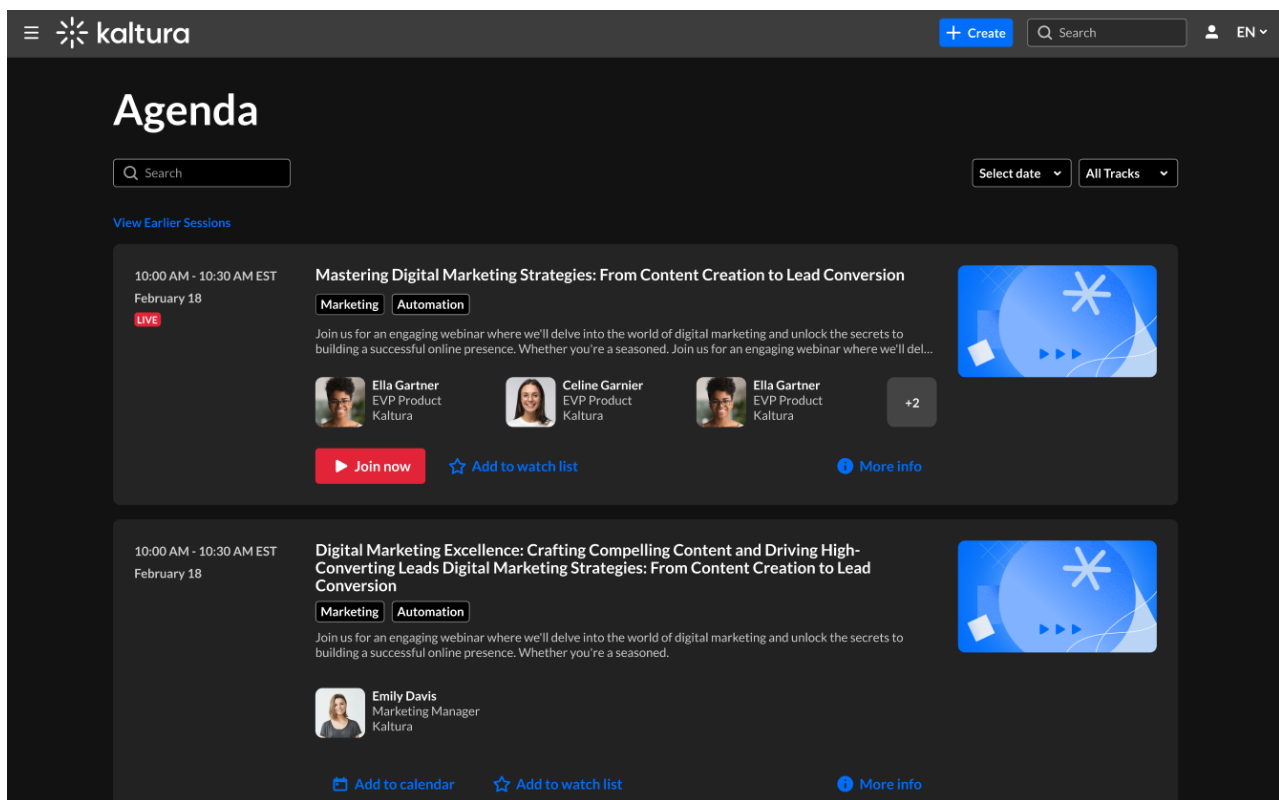 kaltura
Create
Search
EN
Agenda
Search
Select date
All Tracks
View Earlier Sessions
10:00 AM - 10:30 AM EST
February 18
LIVE
Mastering Digital Marketing Strategies: From Content Creation to Lead Conversion
Marketing
Automation
Join us for an engaging webinar where we'll delve into the world of digital marketing and unlock the secrets to
building a successful online presence. Whether you're a seasoned. Join us for an engaging webinar where we'll del...
Ella Gartner
EVP Product
Kaltura
Celine Garnier
EVP Product
Kaltura
Ella Gartner
EVP Product
Kaltura
+2
Join now
Add to watch list
More info
10:00 AM - 10:30 AM EST
February 18
Digital Marketing Excellence: Crafting Compelling Content and Driving High-
Converting Leads Digital Marketing Strategies: From Content Creation to Lead
Conversion
Marketing
Automation
Join us for an engaging webinar where we'll delve into the world of digital marketing and unlock the secrets to
building a successful online presence. Whether you're a seasoned.
Emily Davis
Marketing Manager
Kaltura
Add to calendar
Add to watch list
More info